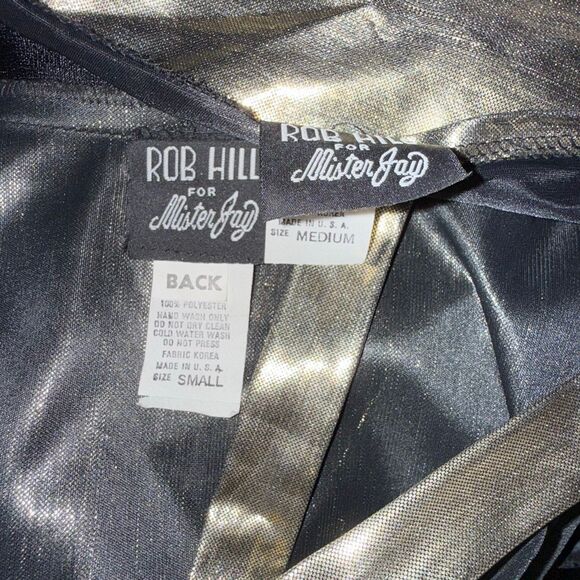 ROB HILL
FOR
Mister Jay
BACK
100% POLYESTER
HAND WASH ONLY
DO NOT DRY CLEAN
COLD WATER WASH
DO NOT PRESS
FABRIC KOREA
MADE IN U.S.A.
SIZE SMALL
ROB HILL
FOR
Mister Jay
KOREA
MADE IN U.S.A.
SIZE MEDIUM